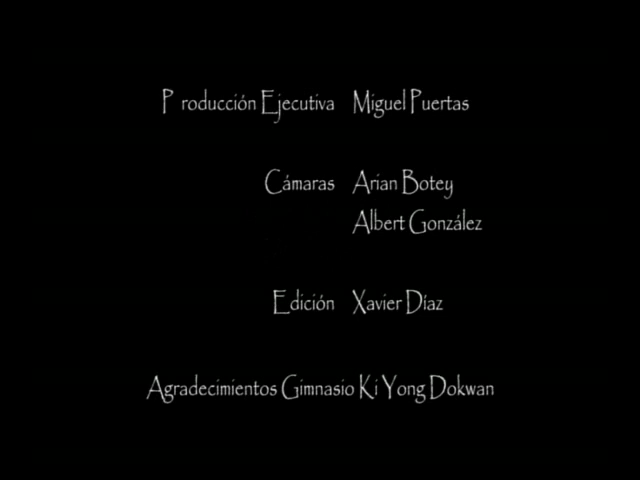 Producción Ejecutiva Miguel Puertas
Cámaras Arian Botey
Albert González
Edición Xavier Díaz
Agradecimientos Gimnasio Ki Yong Dokwan